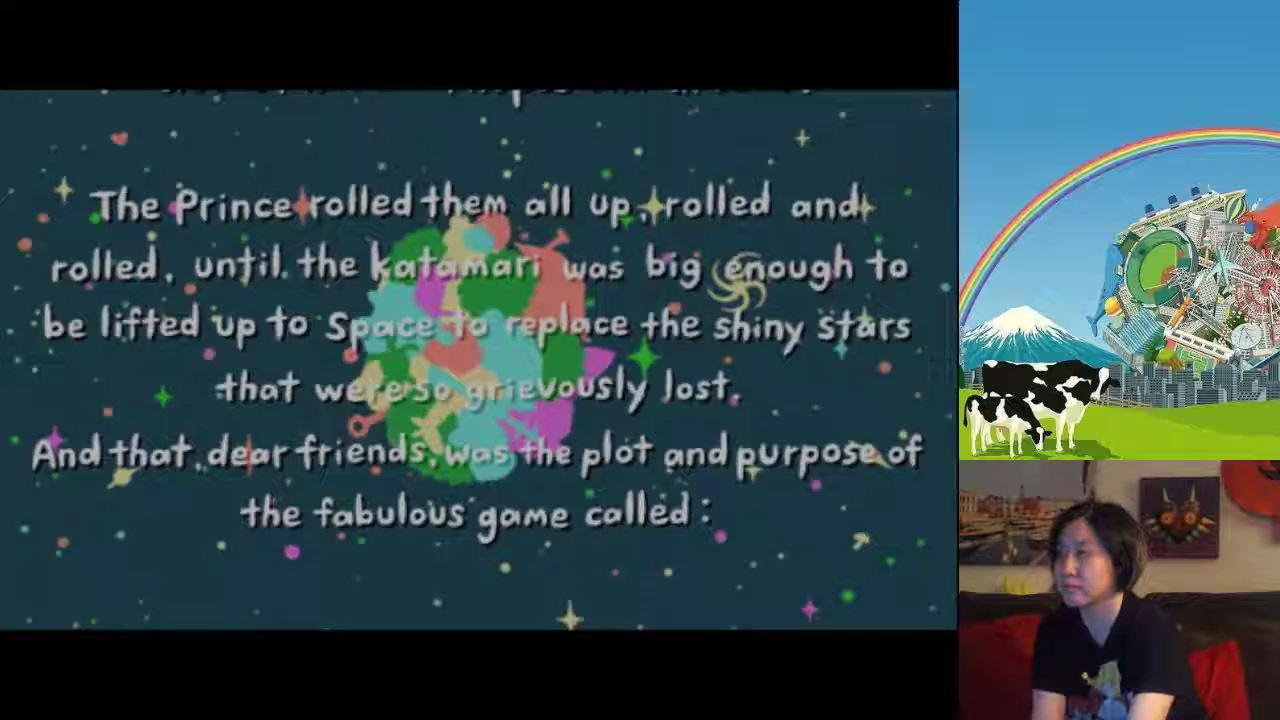 The Prince rolled them all up, rolled and
rolled, until the katamari was big enough to
be lifted up to Space to replace the shiny stars
that were so grievously lost.
And that, dear friends, was the plot and purpose of
the fabulous game called :